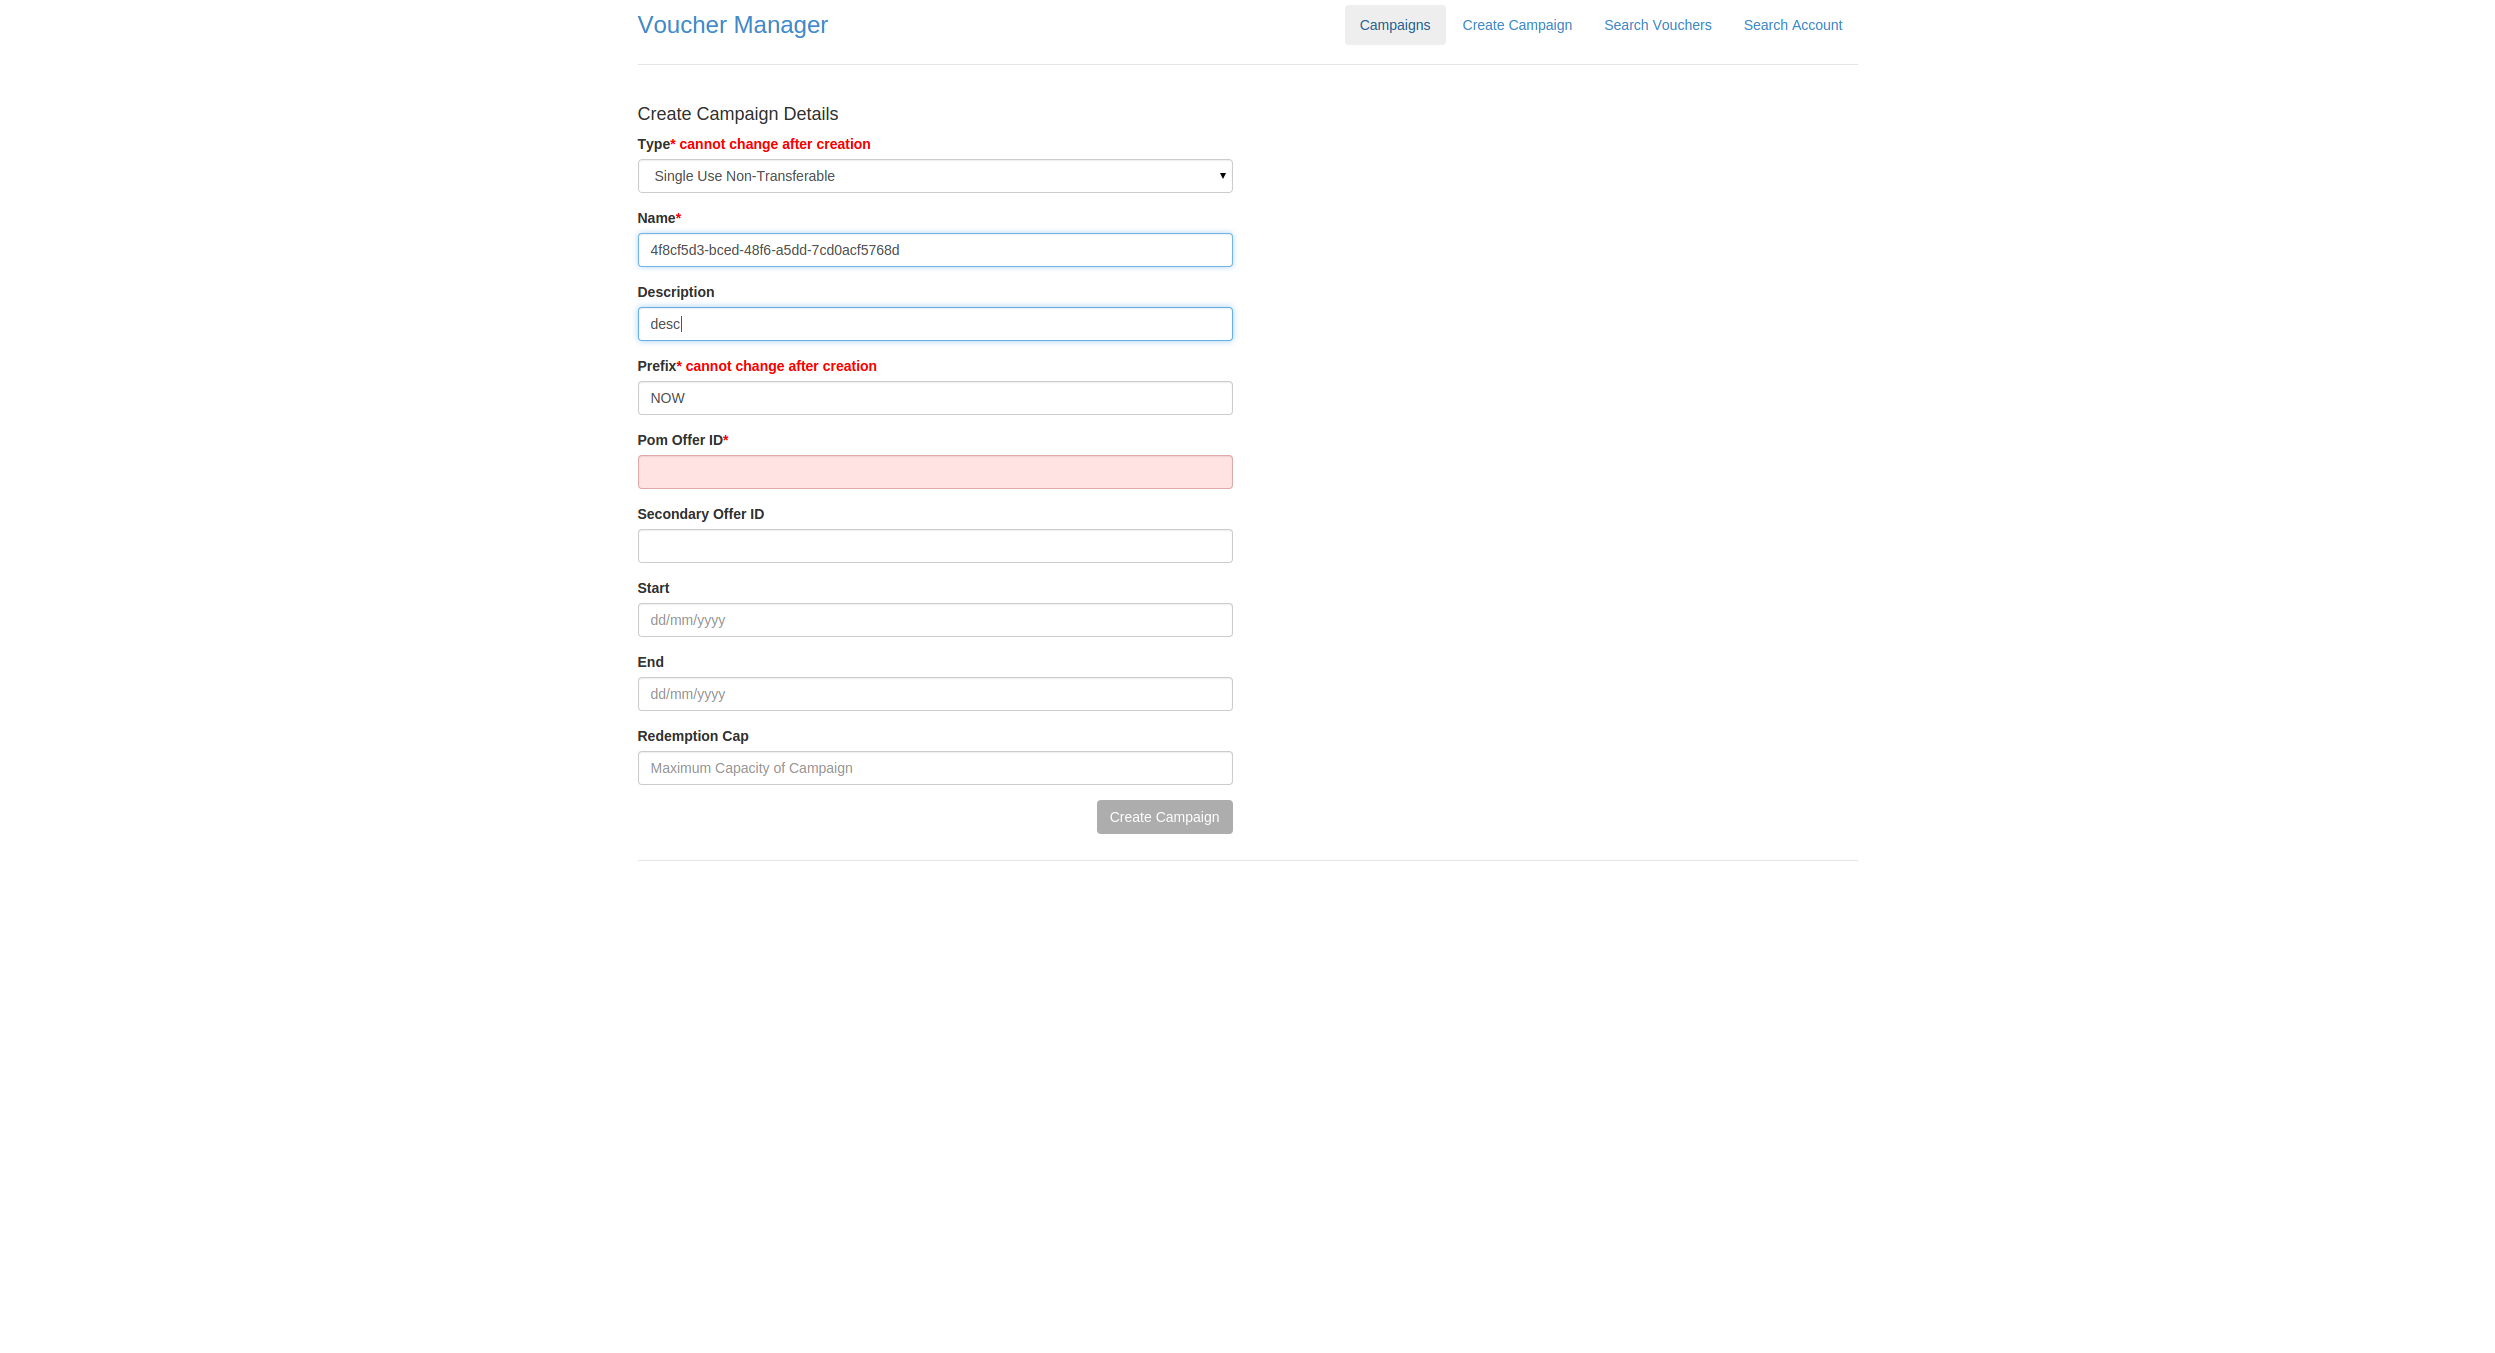 Voucher Manager
Campaigns Create Campaign Search Vouchers Search Account
Create Campaign Details
Type* cannot change after creation
Single Use Non-Transferable
Name*
4f8cf5d3-bced-48f6-a5dd-7cd0acf5768d
Description
desc
Prefix* cannot change after creation
NOW
Pom Offer ID*
Secondary Offer ID
Start
dd/mm/yyyy
End
dd/mm/yyyy
Redemption Cap
Maximum Capacity of Campaign
Create Campaign